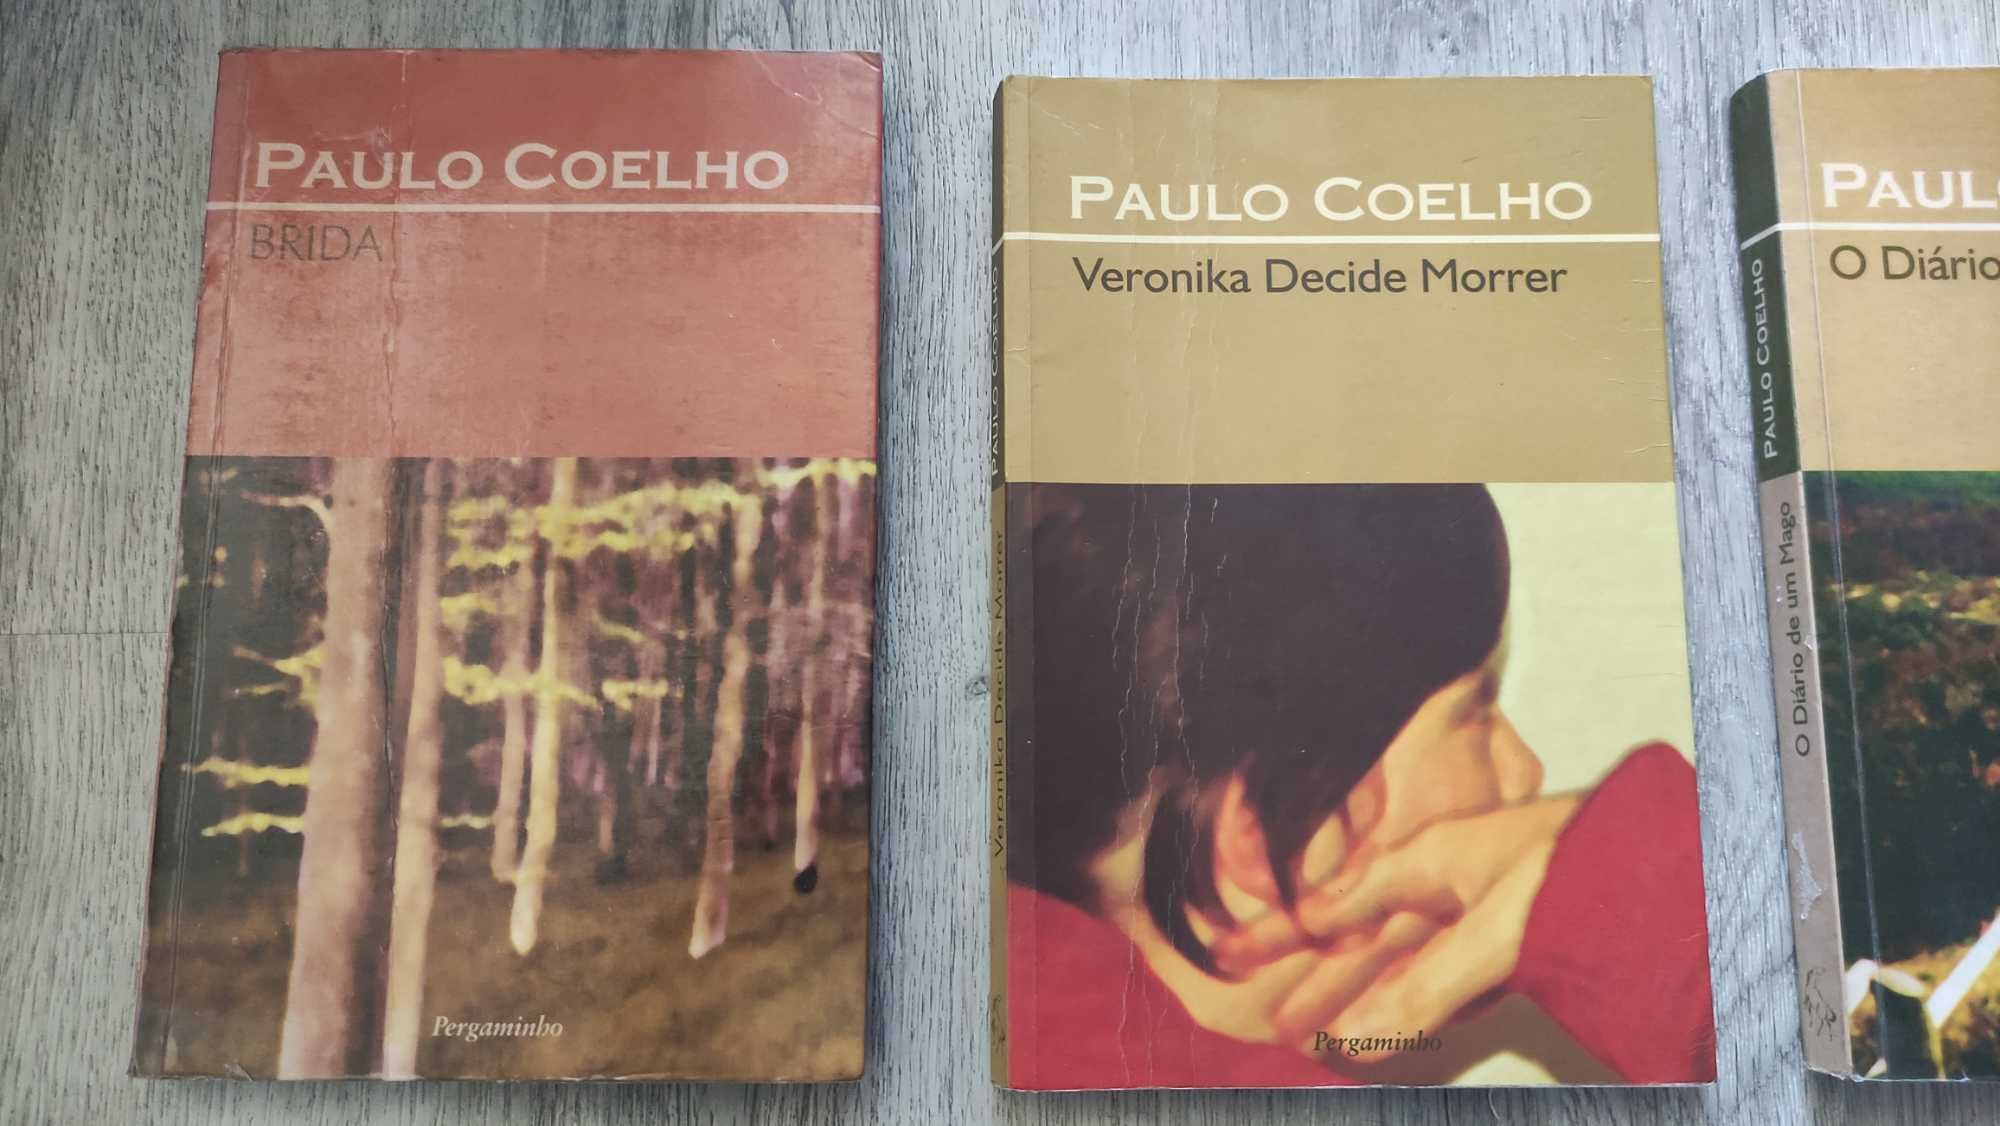 PAULO COELHO
BRIDA
Pergaminho
PAULO COELHO
Veronika Decide Morrer
PAULO COELHO
Veronika Decide Morrer
Pergaminho
PAULO COELHO
O Diário de um Mago
PAUL
O Diário